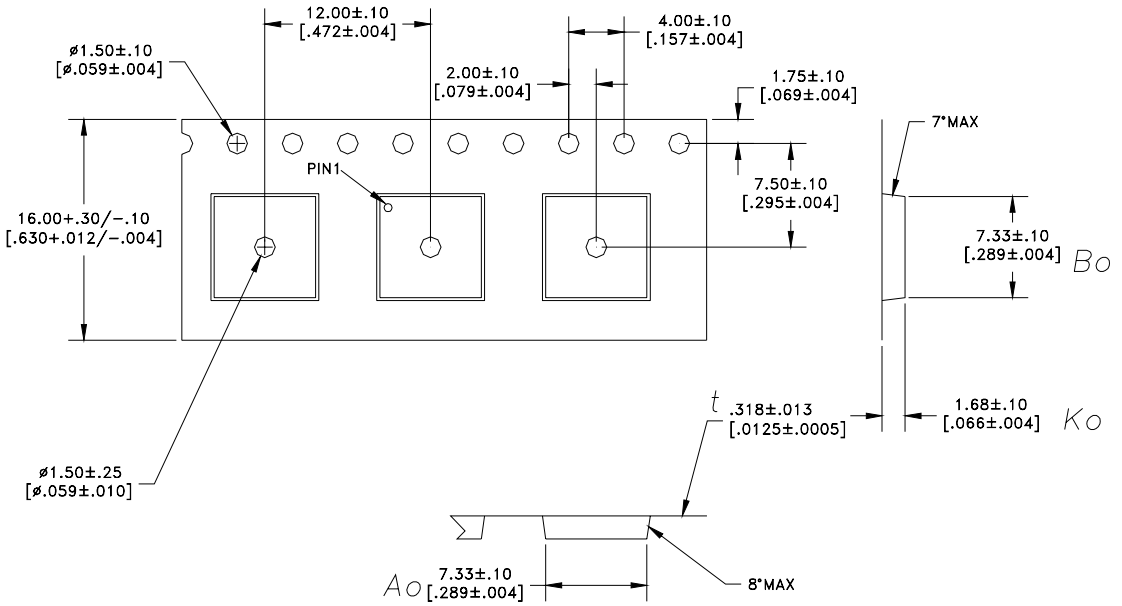 12.00±.10
[.472±.004]
4.00±.10
[.157±.004]
ø1.50±.10
[ø.059±.004]
2.00±.10
[.079±.004]
1.75±.10
[.069±.004]
7°MAX
PIN1
7.50±.10
[.295±.004]
16.00+.30/-.10
[.630+.012/-.004]
7.33±.10
[.289±.004]
Bo
t .318±.013
[.0125±.0005]
1.68±.10
[.066±.004]
Ko
ø1.50±.25
[ø.059±.010]
Ao
7.33±.10
[.289±.004]
8°MAX